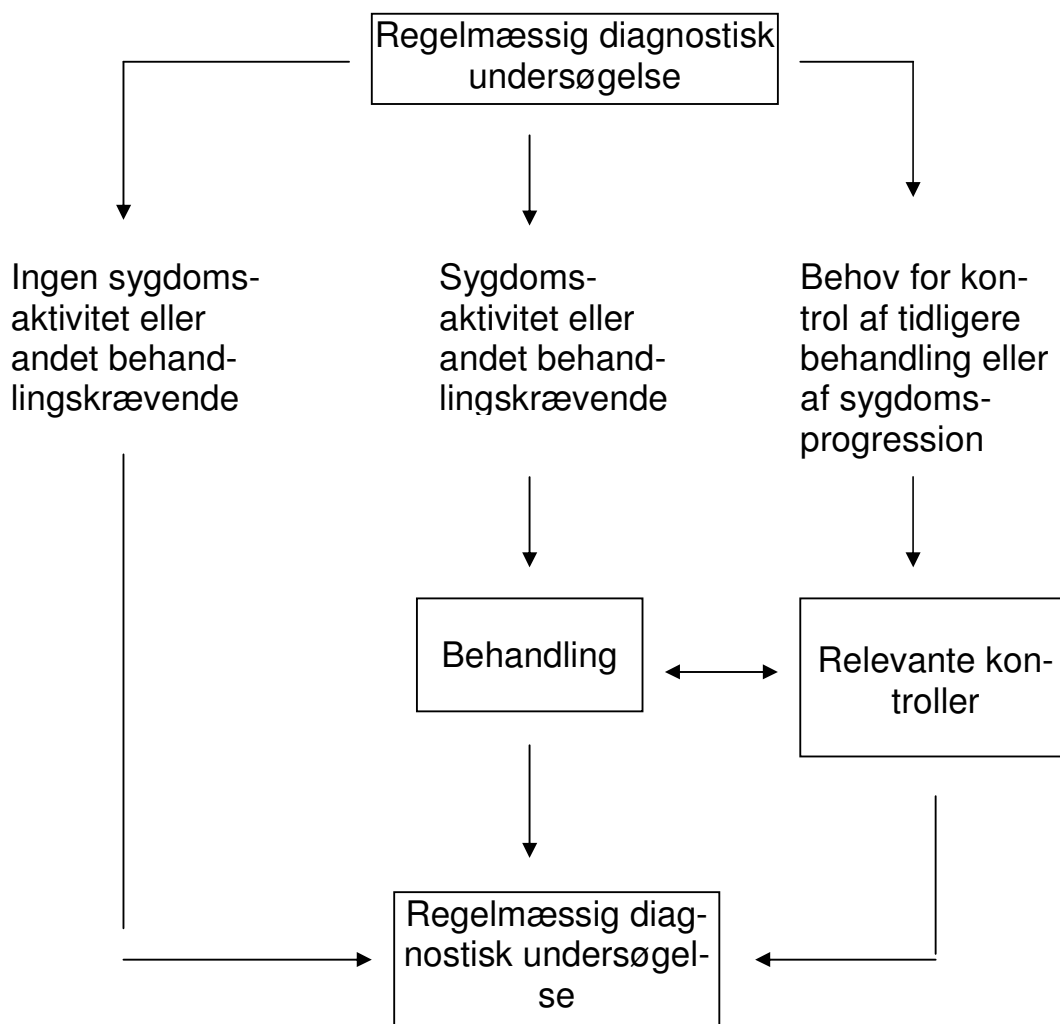 Regelmæssig diagnostisk
undersøgelse
Ingen sygdoms-
aktivitet eller
andet behand-
lingskrævende
Sygdoms-
aktivitet eller
andet behand-
lingskrævende
Behov for kon-
trol af tidligere
behandling eller
af sygdoms-
progression
Behandling
Relevante kon-
troller
Regelmæssig diag-
nostisk undersøgel-
se